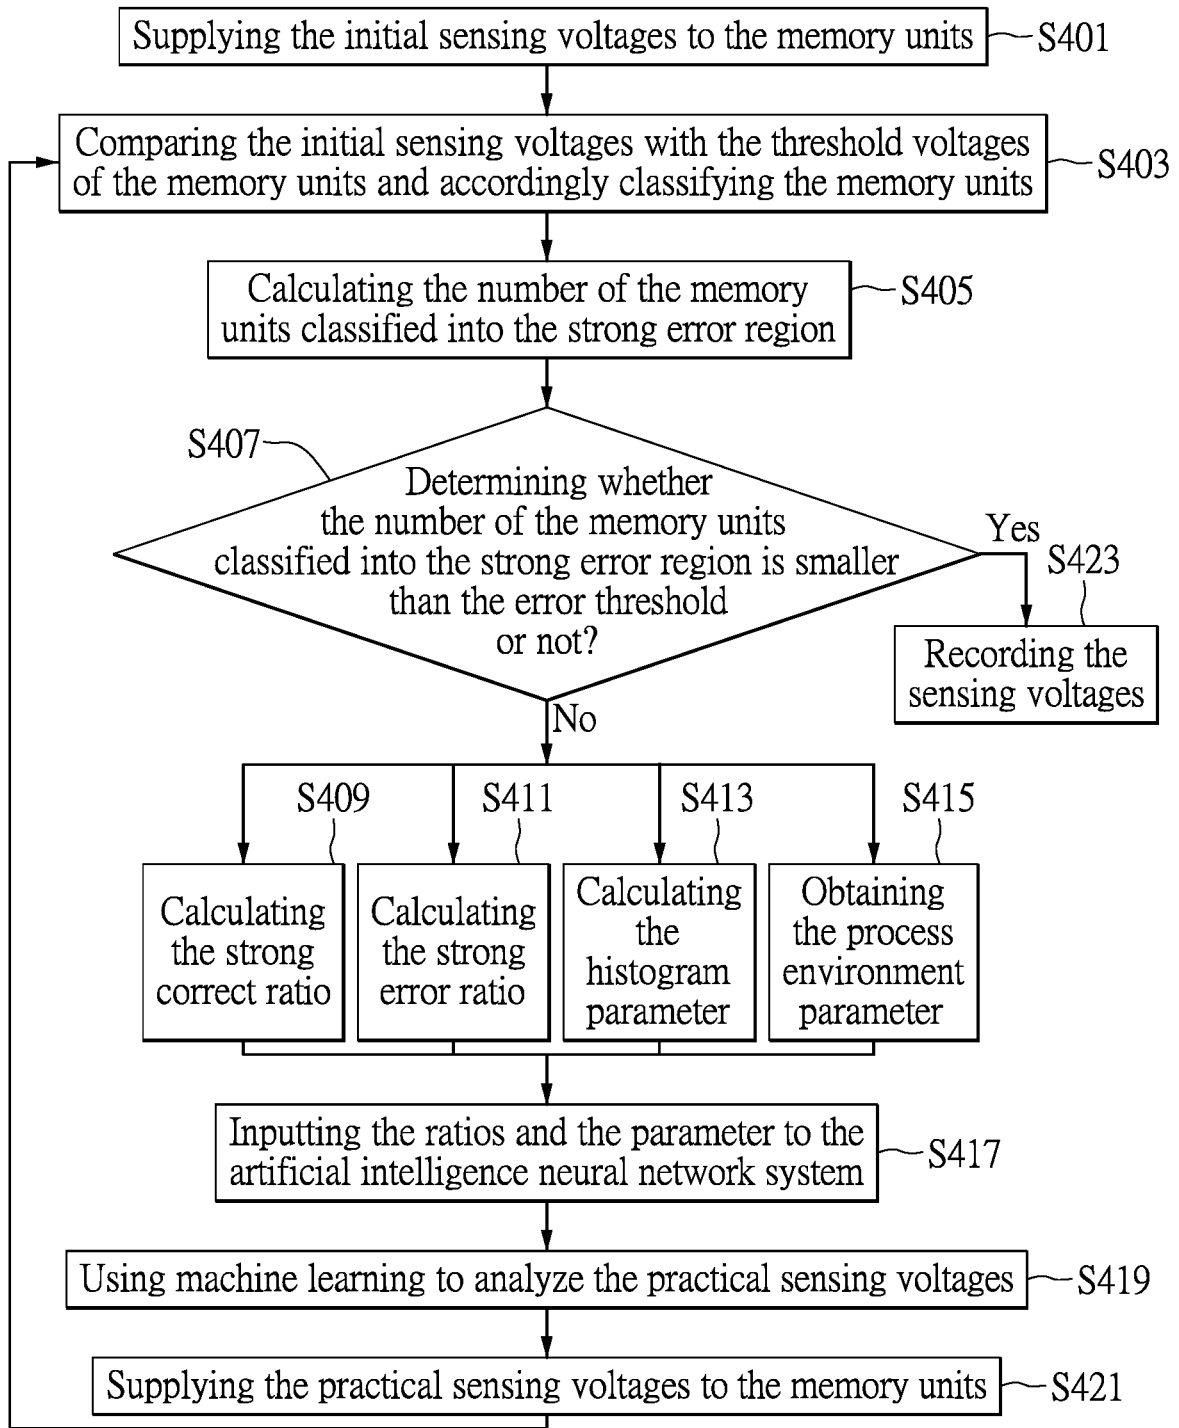 Supplying the initial sensing voltages to the memory units
S401
Comparing the initial sensing voltages with the threshold voltages
of the memory units and accordingly classifying the memory units
S403
Calculating the number of the memory
units classified into the strong error region
S405
S407
Determining whether
the number of the memory units
classified into the strong error region is smaller
than the error threshold
or not?
Yes
S423
Recording the
sensing voltages
No
S409
Calculating
the strong
correct ratio
S411
Calculating
the strong
error ratio
S413
Calculating
the
histogram
parameter
S415
Obtaining
the process
environment
parameter
Inputting the ratios and the parameter to the
artificial intelligence neural network system
S417
Using machine learning to analyze the practical sensing voltages
S419
Supplying the practical sensing voltages to the memory units
S421